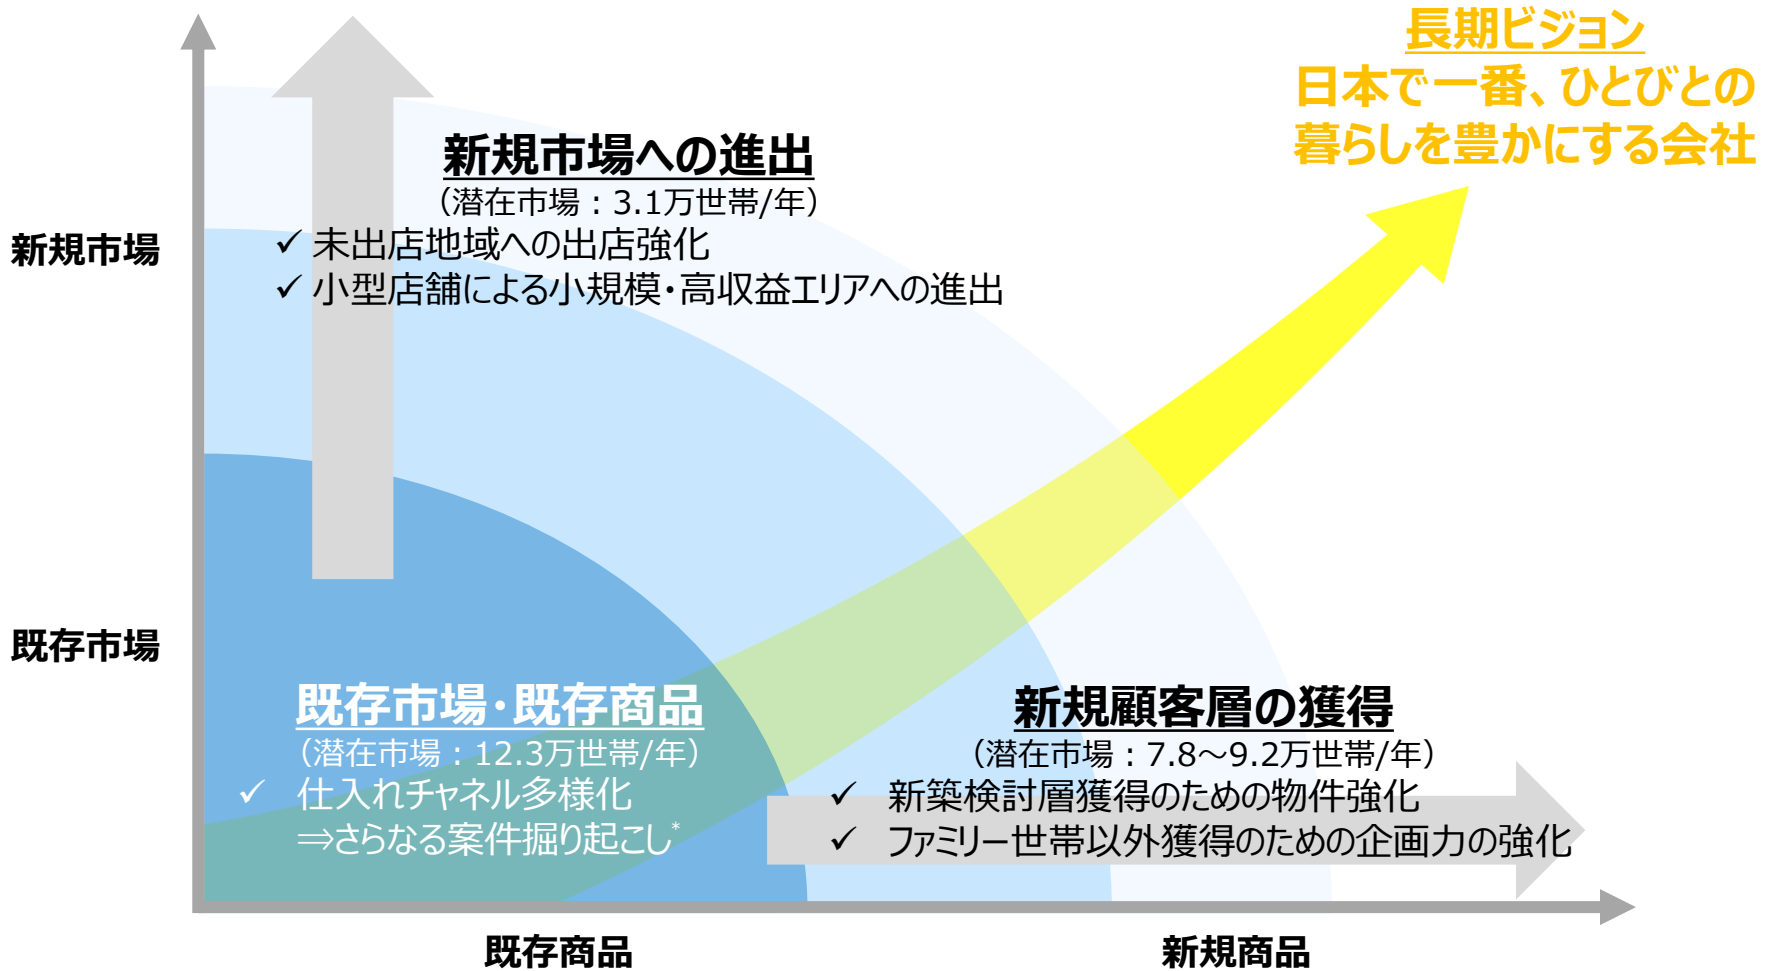 長期ビジョン
日本で一番、ひとびとの
暮らしを豊かにする会社
新規市場への進出
（潜在市場：3.1万世帯/年）
✓ 未出店地域への出店強化
✓ 小型店舗による小規模・高収益エリアへの進出
新規市場
既存市場
既存市場・既存商品
（潜在市場：12.3万世帯/年）
✓ 仕入れチャネル多様化
⇒さらなる案件掘り起こし*
新規顧客層の獲得
（潜在市場：7.8～9.2万世帯/年）
✓ 新築検討層獲得のための物件強化
✓ ファミリー世帯以外獲得のための企画力の強化
既存商品
新規商品